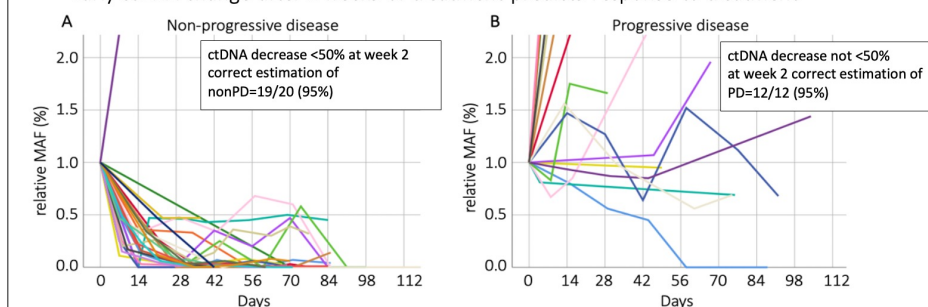 A
Non-progressive disease
ctDNA decrease <50% at week 2
correct estimation of
nonPD=19/20 (95%)
relative MAF (%)
2.0
1.5
1.0
0.5
0.0
0 14 28 42 56 70 84 98 112
Days
B
Progressive disease
ctDNA decrease not <50%
at week 2 correct estimation of
PD=12/12 (95%)
relative MAF (%)
2.0
1.5
1.0
0.5
0.0
0 14 28 42 56 70 84 98 112
Days